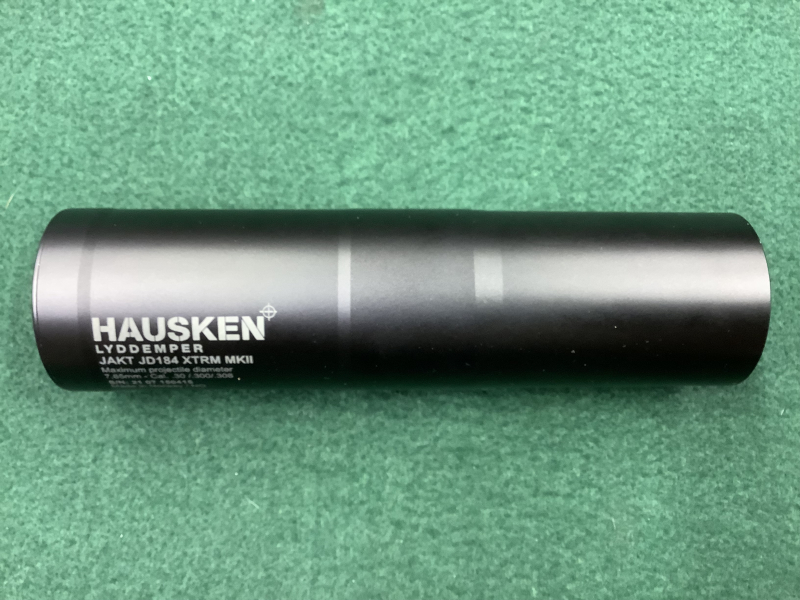 HAUSKEN
LYDDEMPER
JAKT JD184 XTRM MKII
Maximum projectile diameter
7.85mm - Cal. .30 /.300/.308
S/N: